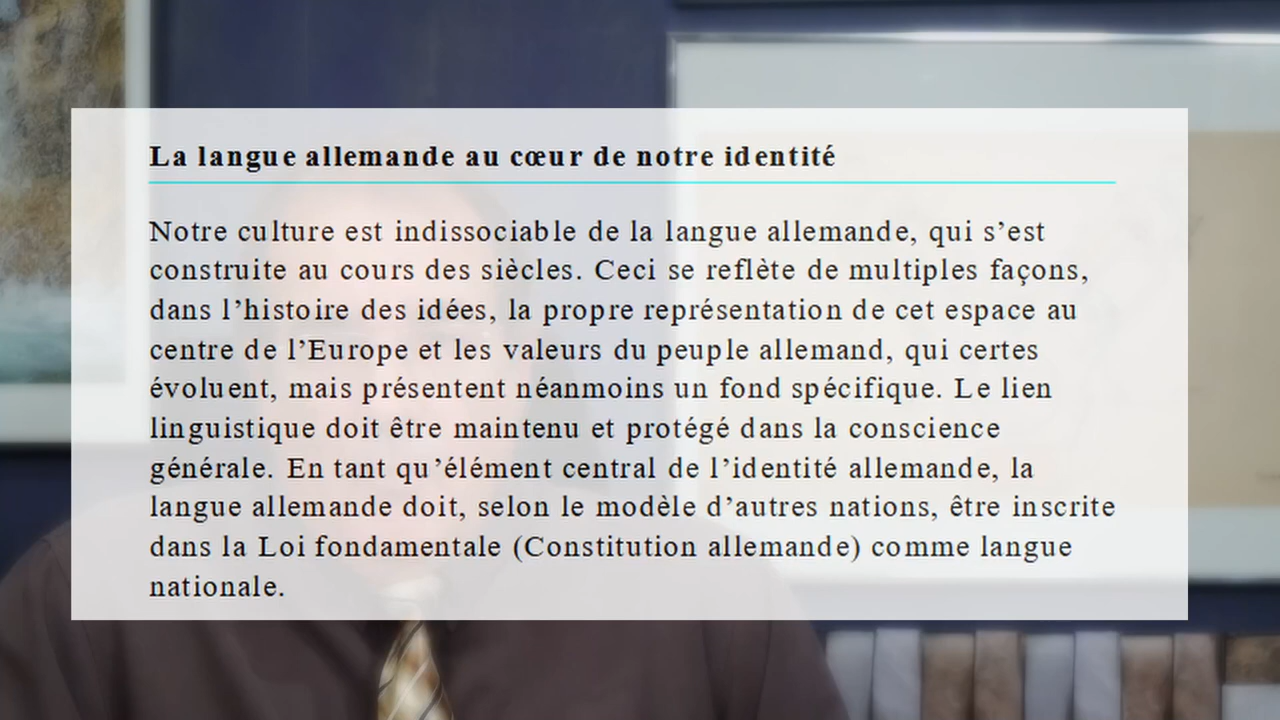 La langue allemande au cœur de notre identité
Notre culture est indissociable de la langue allemande, qui s’est
construite au cours des siècles. Ceci se reflète de multiples façons,
dans l’histoire des idées, la propre représentation de cet espace au
centre de l’Europe et les valeurs du peuple allemand, qui certes
évoluent, mais présentent néanmoins un fond spécifique. Le lien
linguistique doit être maintenu et protégé dans la conscience
générale. En tant qu’élément central de l’identité allemande, la
langue allemande doit, selon le modèle d’autres nations, être inscrite
dans la Loi fondamentale (Constitution allemande) comme langue
nationale.